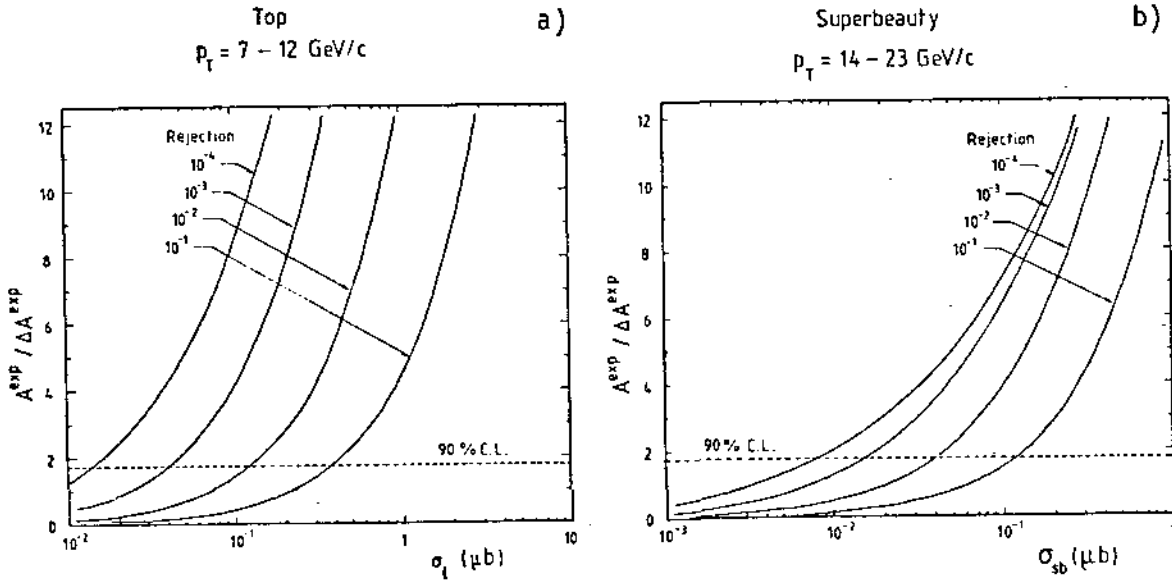 Top
a)
p_T = 7 – 12 GeV/c
12
10
8
6
4
2
0
A^exp / ΔA^exp
Rejection
10^-4
10^-3
10^-2
10^-1
90 % C.L.
10^-2
10^-1
1
10
σ_t (μb)
Superbeauty
b)
p_T = 14 – 23 GeV/c
12
10
8
6
4
2
0
A^exp / ΔA^exp
Rejection
10^-4
10^-3
10^-2
10^-1
90 % C.L.
10^-3
10^-2
10^-1
σ_sb (μb)